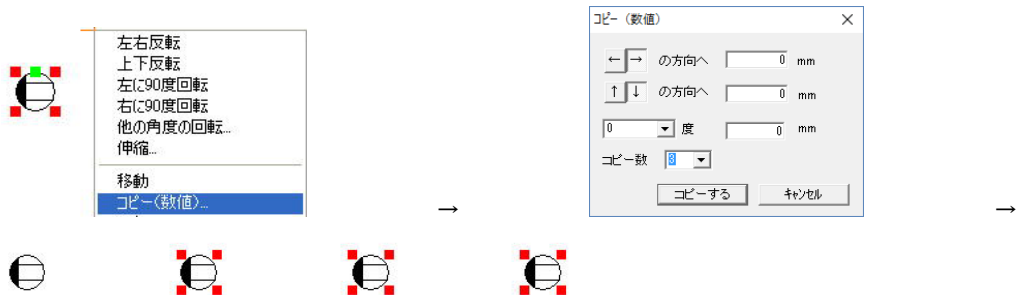 左右反転
上下反転
左に90度回転
右に90度回転
他の角度の回転...
伸縮...
移動
コピー(数値)...
→
コピー（数値）
← → の方向へ 0 mm
↑ ↓ の方向へ 0 mm
0 度 0 mm
コピー数 3
コピーする キャンセル
→